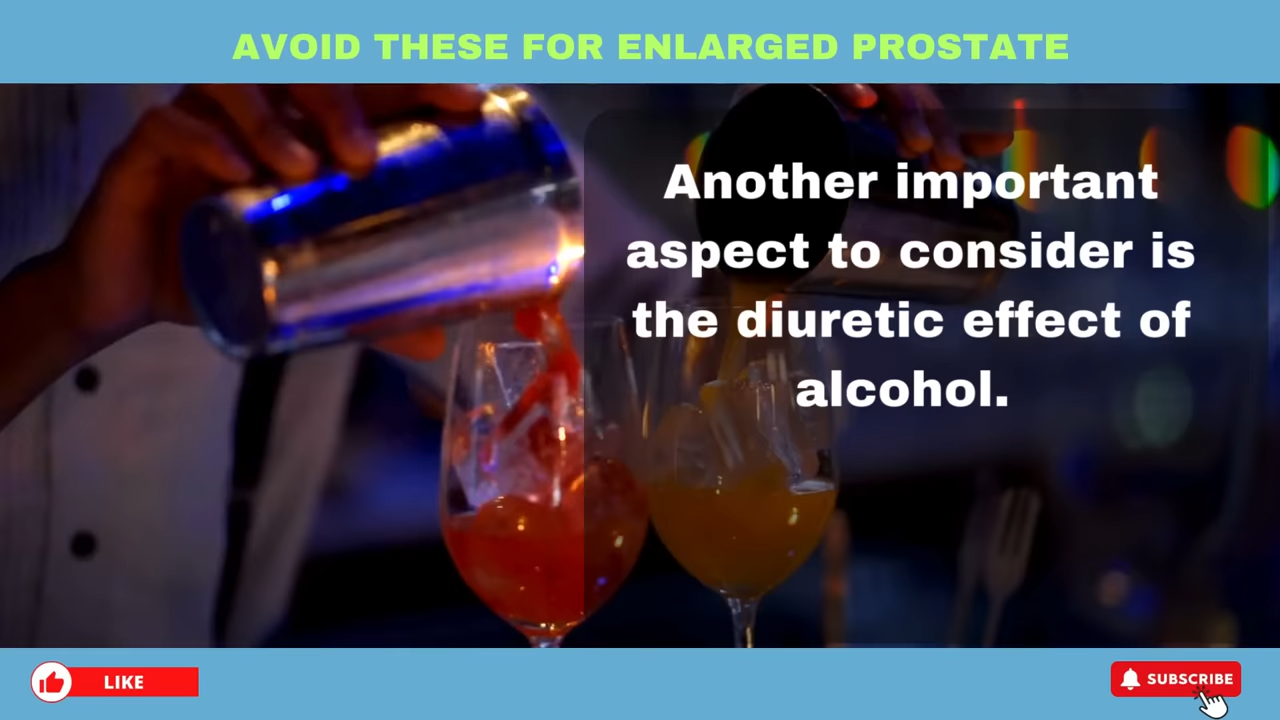 AVOID THESE FOR ENLARGED PROSTATE
Another important
aspect to consider is
the diuretic effect of
alcohol.
LIKE
SUBSCRIBE